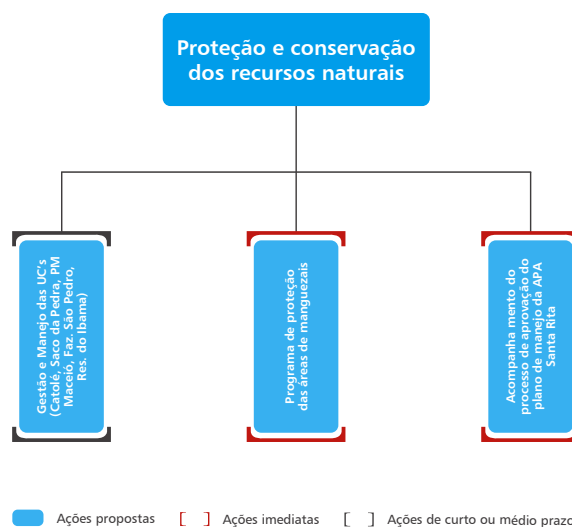 Proteção e conservação
dos recursos naturais
Gestão e Manejo das UC's
(Catolé, Saco da Pedra, PM
Maceió, Faz. São Pedro,
Res. do Ibama)
Programa de proteção
das áreas de manguezais
Acompanha mento do
processo de aprovação do
plano de manejo da APA
Santa Rita
Ações propostas
[ ] Ações imediatas
[ ] Ações de curto ou médio prazo